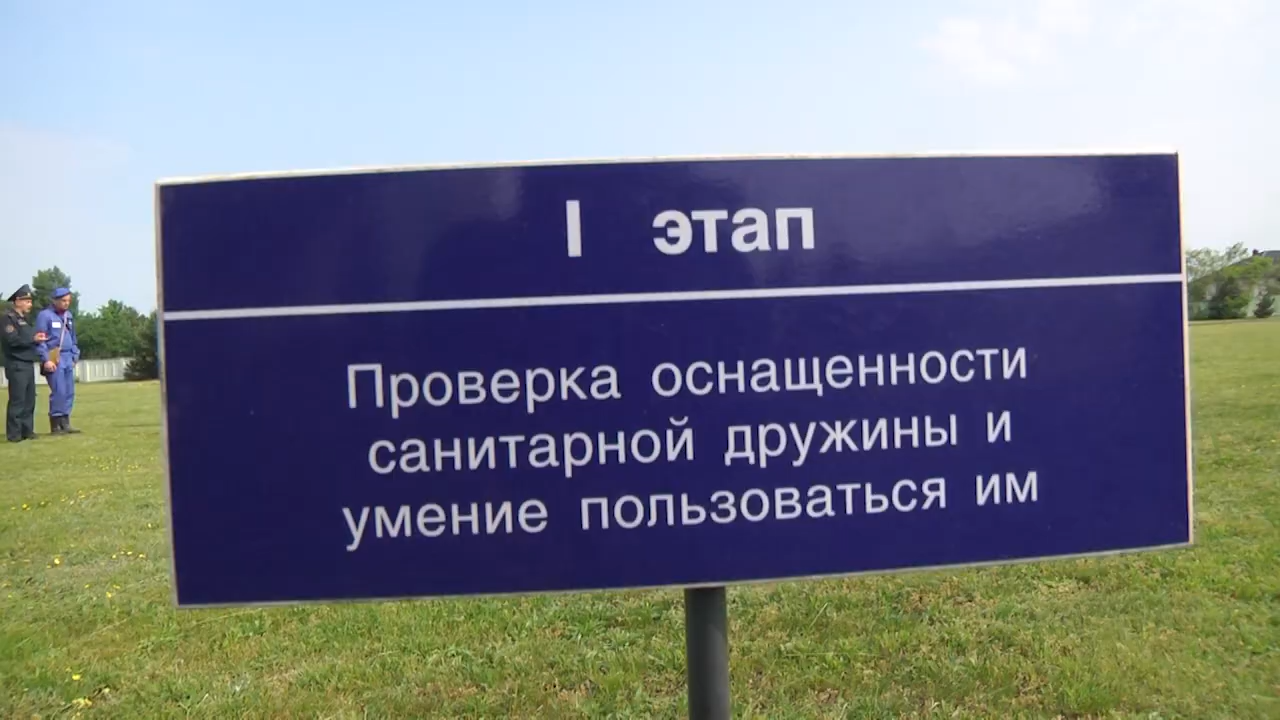 I этап
Проверка оснащенности
санитарной дружины и
умение пользоваться им